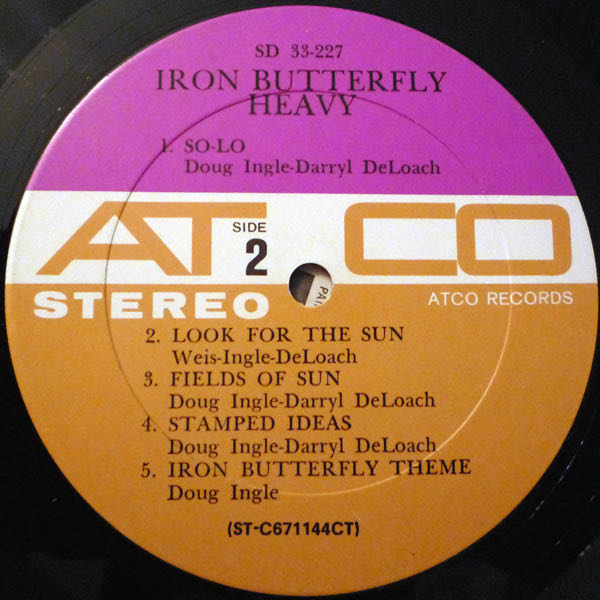 SD 33-227
IRON BUTTERFLY
HEAVY
1. SO-LO
Doug Ingle-Darryl DeLoach
ATCO
SIDE
2
STEREO
ATCO RECORDS
2. LOOK FOR THE SUN
Weis-Ingle-DeLoach
3. FIELDS OF SUN
Doug Ingle-Darryl DeLoach
4. STAMPED IDEAS
Doug Ingle-Darryl DeLoach
5. IRON BUTTERFLY THEME
Doug Ingle
(ST-C671144CT)